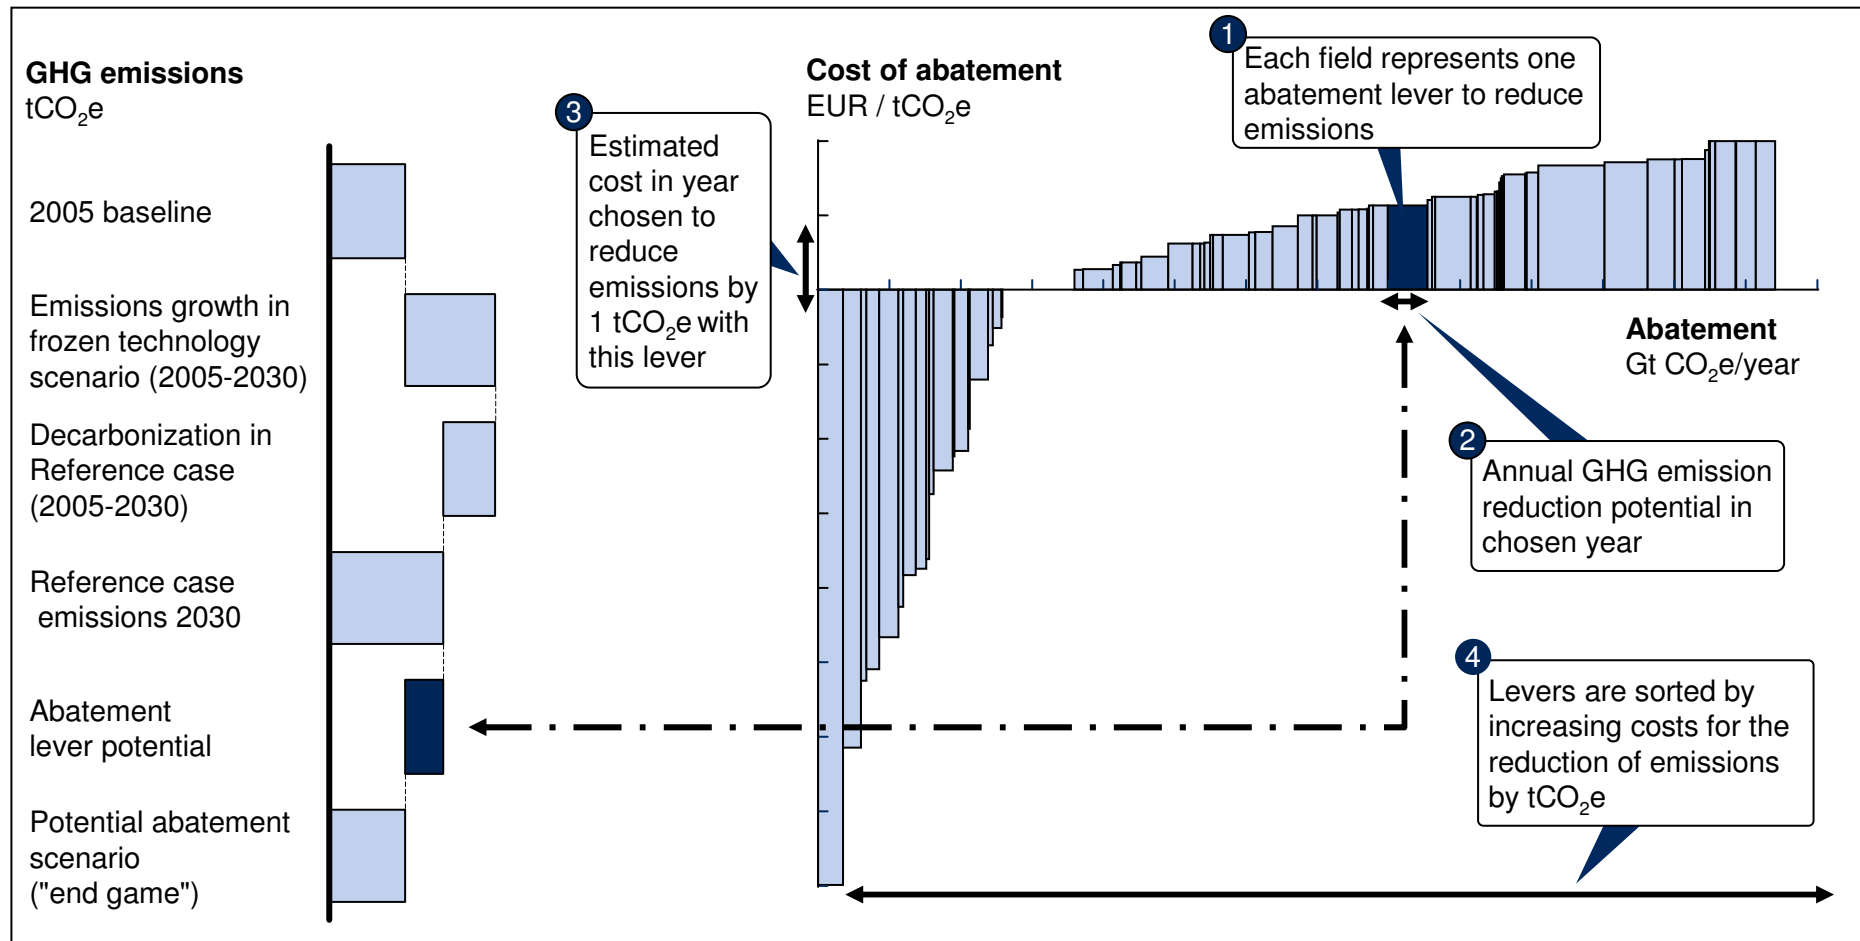 GHG emissions
tCO₂e
2005 baseline
Emissions growth in
frozen technology
scenario (2005-2030)
Decarbonization in
Reference case
(2005-2030)
Reference case
emissions 2030
Abatement
lever potential
Potential abatement
scenario
("end game")
3
Estimated
cost in year
chosen to
reduce
emissions by
1 tCO₂e with
this lever
Cost of abatement
EUR / tCO₂e
1
Each field represents one
abatement lever to reduce
emissions
Abatement
Gt CO₂e/year
2
Annual GHG emission
reduction potential in
chosen year
4
Levers are sorted by
increasing costs for the
reduction of emissions
by tCO₂e